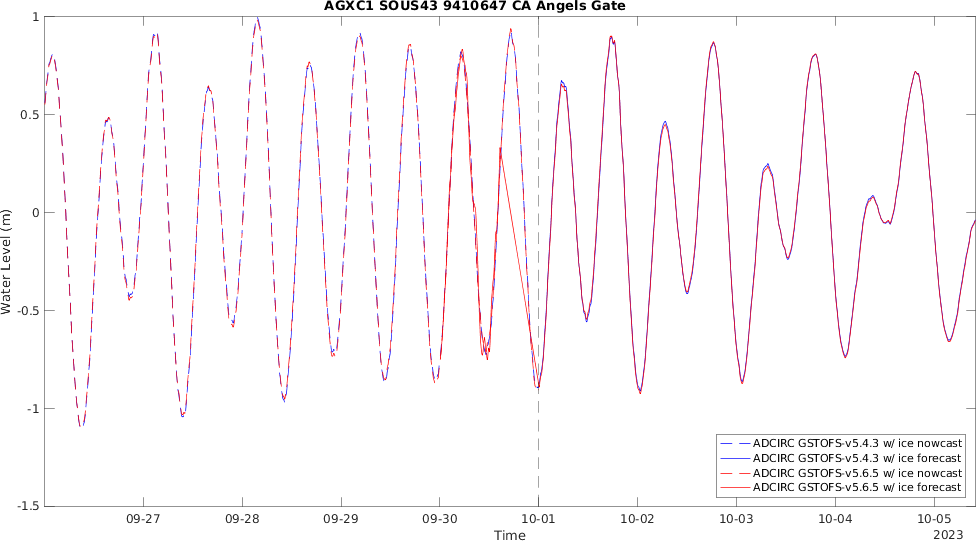 AGXC1 SOUS43 9410647 CA Angels Gate
1
0.5
0
-0.5
-1
-1.5
Water Level (m)
09-27
09-28
09-29
09-30
10-01
10-02
10-03
10-04
10-05
Time
2023
ADCIRC GSTOFS-v5.4.3 w/ ice nowcast
ADCIRC GSTOFS-v5.4.3 w/ ice forecast
ADCIRC GSTOFS-v5.6.5 w/ ice nowcast
ADCIRC GSTOFS-v5.6.5 w/ ice forecast